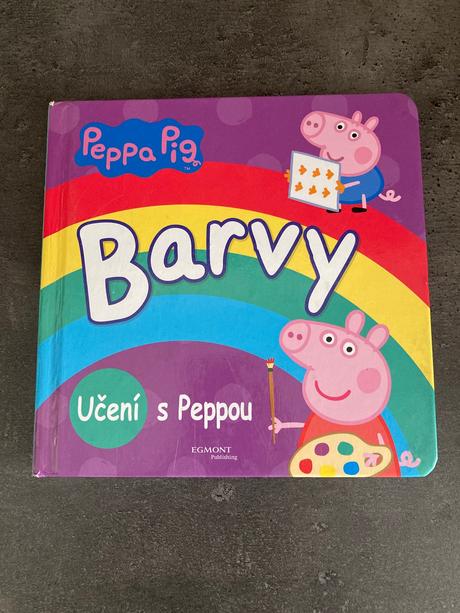 Peppa Pig
TM
Barvy
Učení s Peppou
EGMONT
Publishing